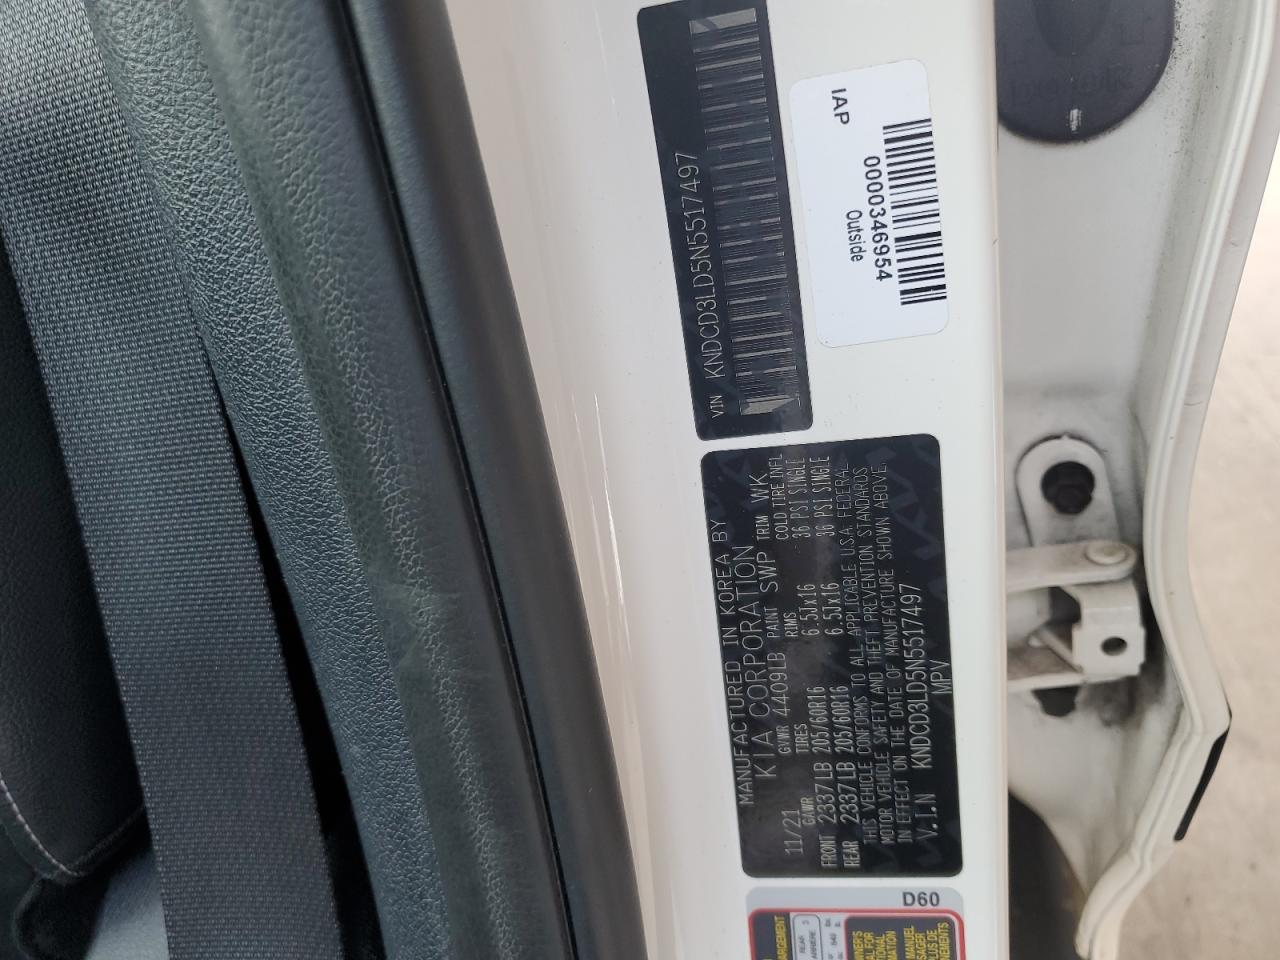 VIN KNDCD3LD5N5517497
IAP
0000346954
Outside
MANUFACTURED IN KOREA BY
KIA CORPORATION
11/21 GVWR 4409LB PAINT SWP TRIM WK
GAWR TIRES RIMS COLD TIRE INFL
FRONT 2337LB 205/60R16 6.5Jx16 36 PSI SINGLE
REAR 2337LB 205/60R16 6.5Jx16 36 PSI SINGLE
THIS VEHICLE CONFORMS TO ALL APPLICABLE U.S.A. FEDERAL
MOTOR VEHICLE SAFETY AND THEFT PREVENTION STANDARDS
IN EFFECT ON THE DATE OF MANUFACTURE SHOWN ABOVE.
V.I.N KNDCD3LD5N5517497
MPV
D60
REAR 3